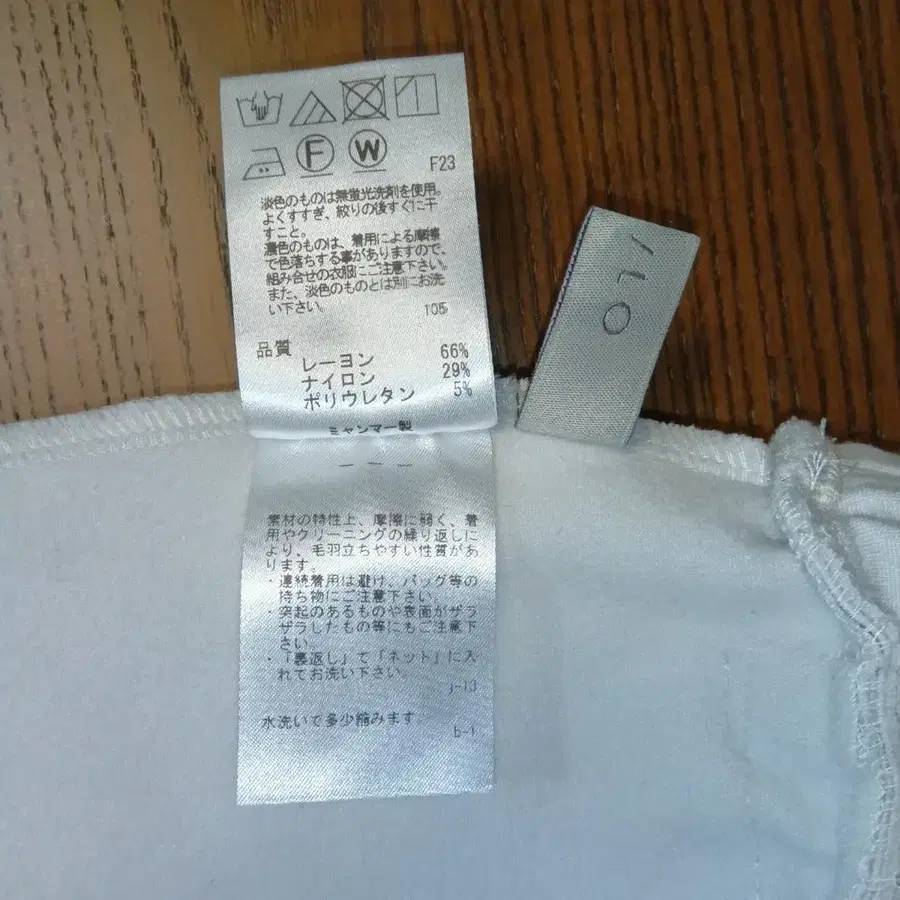 F
W
F23
淡色のものは無蛍光洗剤を使用。
よくすすぎ、絞りの後すぐに干
すこと。
濃色のものは、着用による摩擦
で色落ちする事がありますので、
組み合せの衣服にご注意下さい。
また、淡色のものとは別にお洗
い下さい。
105
品質
レーヨン 66%
ナイロン 29%
ポリウレタン 5%
ミャンマー製
素材の特性上、摩擦に弱く、着
用やクリーニングの繰り返しに
より、毛羽立ちやすい性質があ
ります。
・連続着用は避け、バッグ等の
持ち物にご注意下さい。
・突起のあるものや表面がザラ
ザラしたもの等にもご注意下
さい。
・「裏返し」で「ネット」に入
れてお洗い下さい。
j-13
水洗いで多少縮みます
b-1